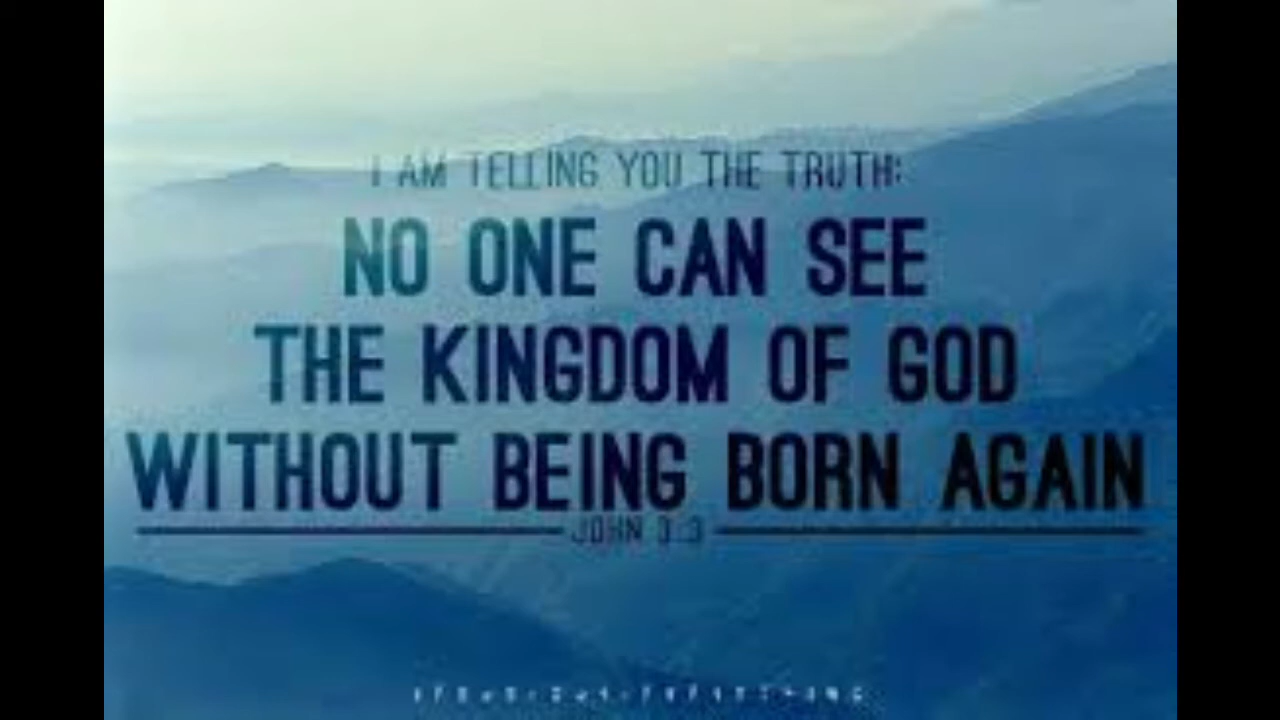 I AM TELLING YOU THE TRUTH:
NO ONE CAN SEE
THE KINGDOM OF GOD
WITHOUT BEING BORN AGAIN
JOHN 3:3